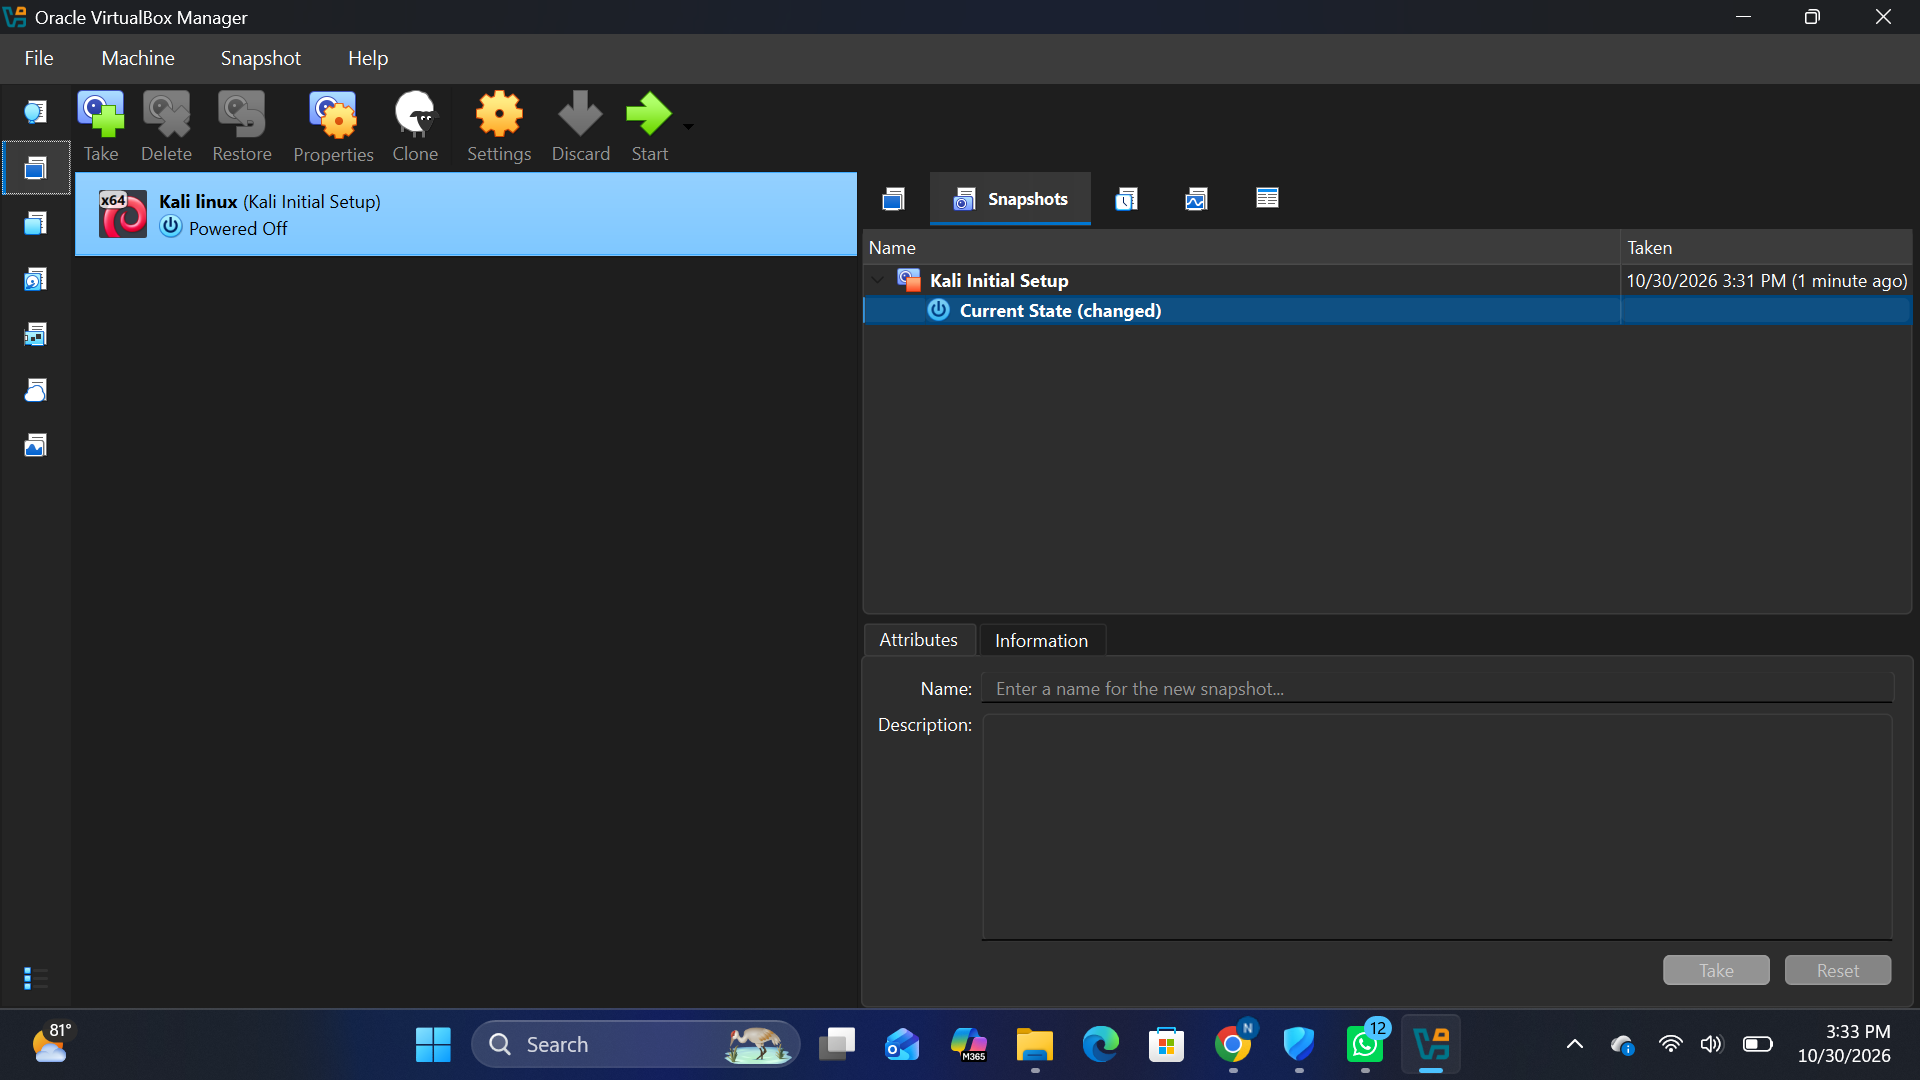 Oracle VirtualBox Manager
File Machine Snapshot Help
Take Delete Restore Properties Clone Settings Discard Start
x64
Kali linux (Kali Initial Setup)
Powered Off
Snapshots
Name Taken
Kali Initial Setup 10/30/2026 3:31 PM (1 minute ago)
Current State (changed)
Attributes Information
Name: Enter a name for the new snapshot...
Description:
Take Reset
81°
Search
M365
N
12
3:33 PM
10/30/2026